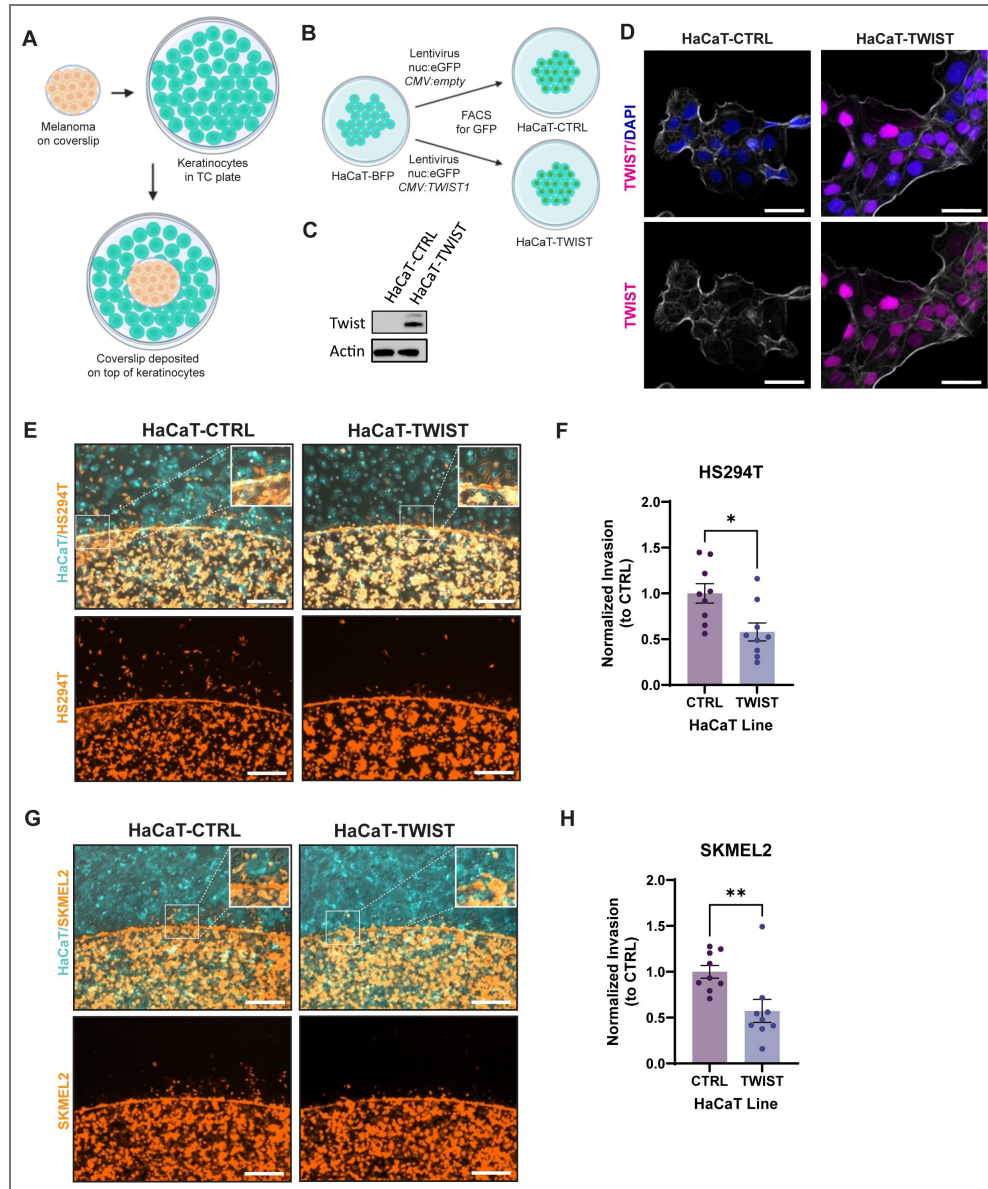 A
Melanoma
on coverslip
Keratinocytes
in TC plate
Coverslip deposited
on top of keratinocytes
B
HaCaT-BFP
Lentivirus
nuc:eGFP
CMV:empty
FACS
for GFP
Lentivirus
nuc:eGFP
CMV:TWIST1
HaCaT-CTRL
HaCaT-TWIST
C
HaCaT-CTRL
HaCaT-TWIST
Twist
Actin
D
HaCaT-CTRL
HaCaT-TWIST
TWIST/DAPI
TWIST
E
HaCaT-CTRL
HaCaT-TWIST
HaCaT/HS294T
HS294T
F
HS294T
Normalized Invasion
(to CTRL)
2.0
1.5
1.0
0.5
0.0
*
CTRL
TWIST
HaCaT Line
G
HaCaT-CTRL
HaCaT-TWIST
HaCaT/SKMEL2
SKMEL2
H
SKMEL2
Normalized Invasion
(to CTRL)
2.0
1.5
1.0
0.5
0.0
**
CTRL
TWIST
HaCaT Line